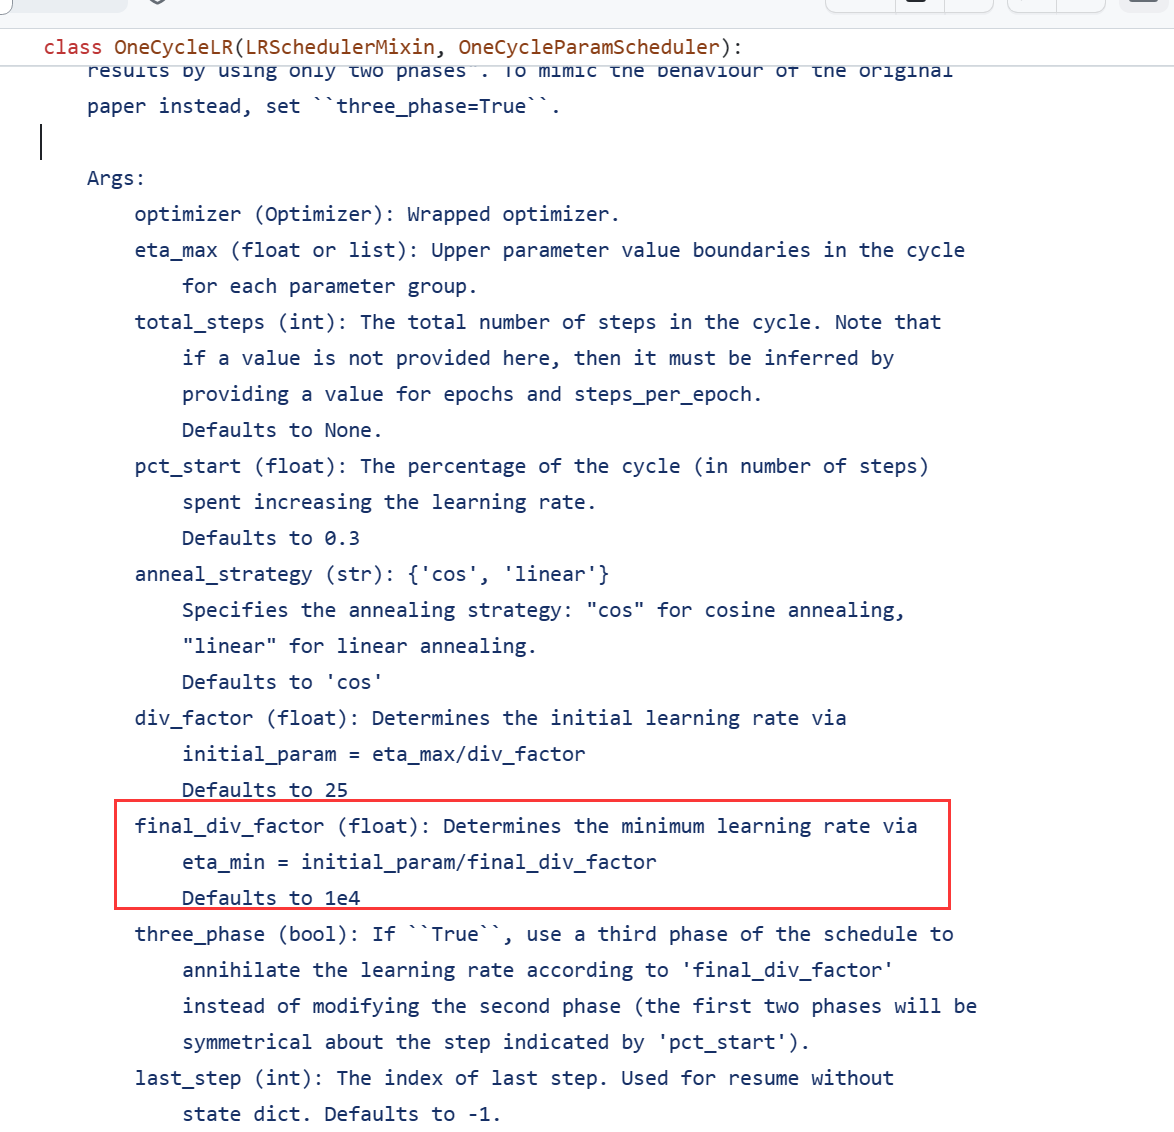 class OneCycleLR(LRSchedulerMixin, OneCycleParamScheduler):
results by using only two phases". To mimic the behaviour of the original
paper instead, set ``three_phase=True``.
Args:
optimizer (Optimizer): Wrapped optimizer.
eta_max (float or list): Upper parameter value boundaries in the cycle
for each parameter group.
total_steps (int): The total number of steps in the cycle. Note that
if a value is not provided here, then it must be inferred by
providing a value for epochs and steps_per_epoch.
Defaults to None.
pct_start (float): The percentage of the cycle (in number of steps)
spent increasing the learning rate.
Defaults to 0.3
anneal_strategy (str): {'cos', 'linear'}
Specifies the annealing strategy: "cos" for cosine annealing,
"linear" for linear annealing.
Defaults to 'cos'
div_factor (float): Determines the initial learning rate via
initial_param = eta_max/div_factor
Defaults to 25
final_div_factor (float): Determines the minimum learning rate via
eta_min = initial_param/final_div_factor
Defaults to 1e4
three_phase (bool): If ``True``, use a third phase of the schedule to
annihilate the learning rate according to 'final_div_factor'
instead of modifying the second phase (the first two phases will be
symmetrical about the step indicated by 'pct_start').
last_step (int): The index of last step. Used for resume without
state dict. Defaults to -1.